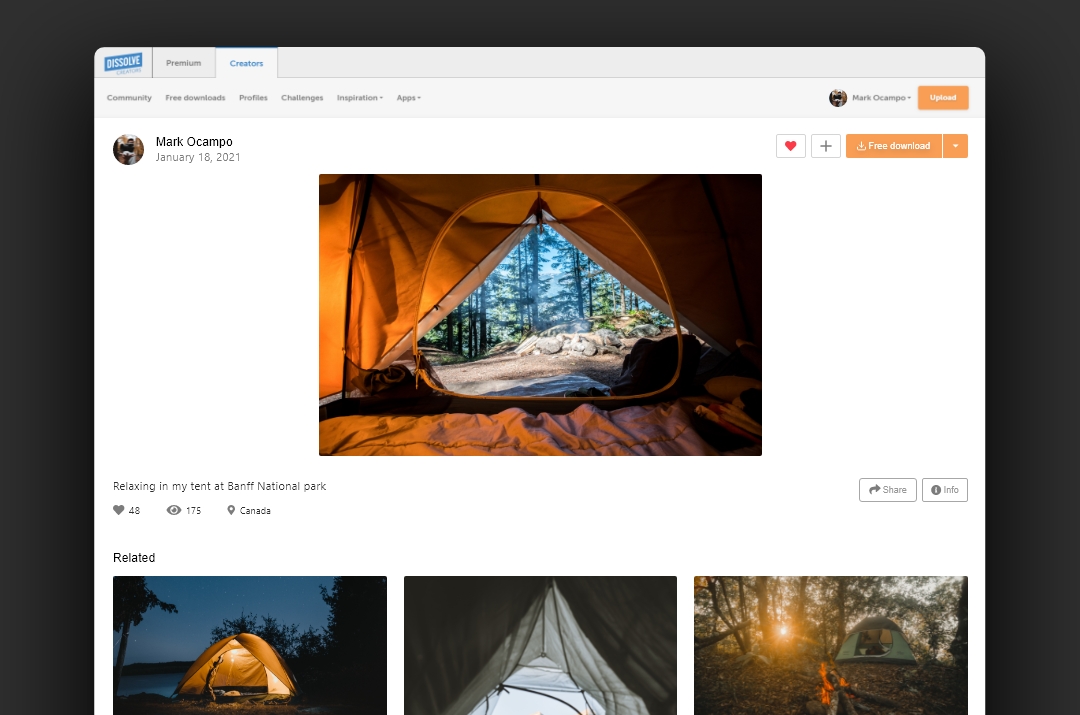 DISSOLVE
CREATORS
Premium
Creators
Community Free downloads Profiles Challenges Inspiration Apps
Mark Ocampo
Upload
Mark Ocampo
January 18, 2021
Free download
Relaxing in my tent at Banff National park
48 175 Canada
Share
Info
Related